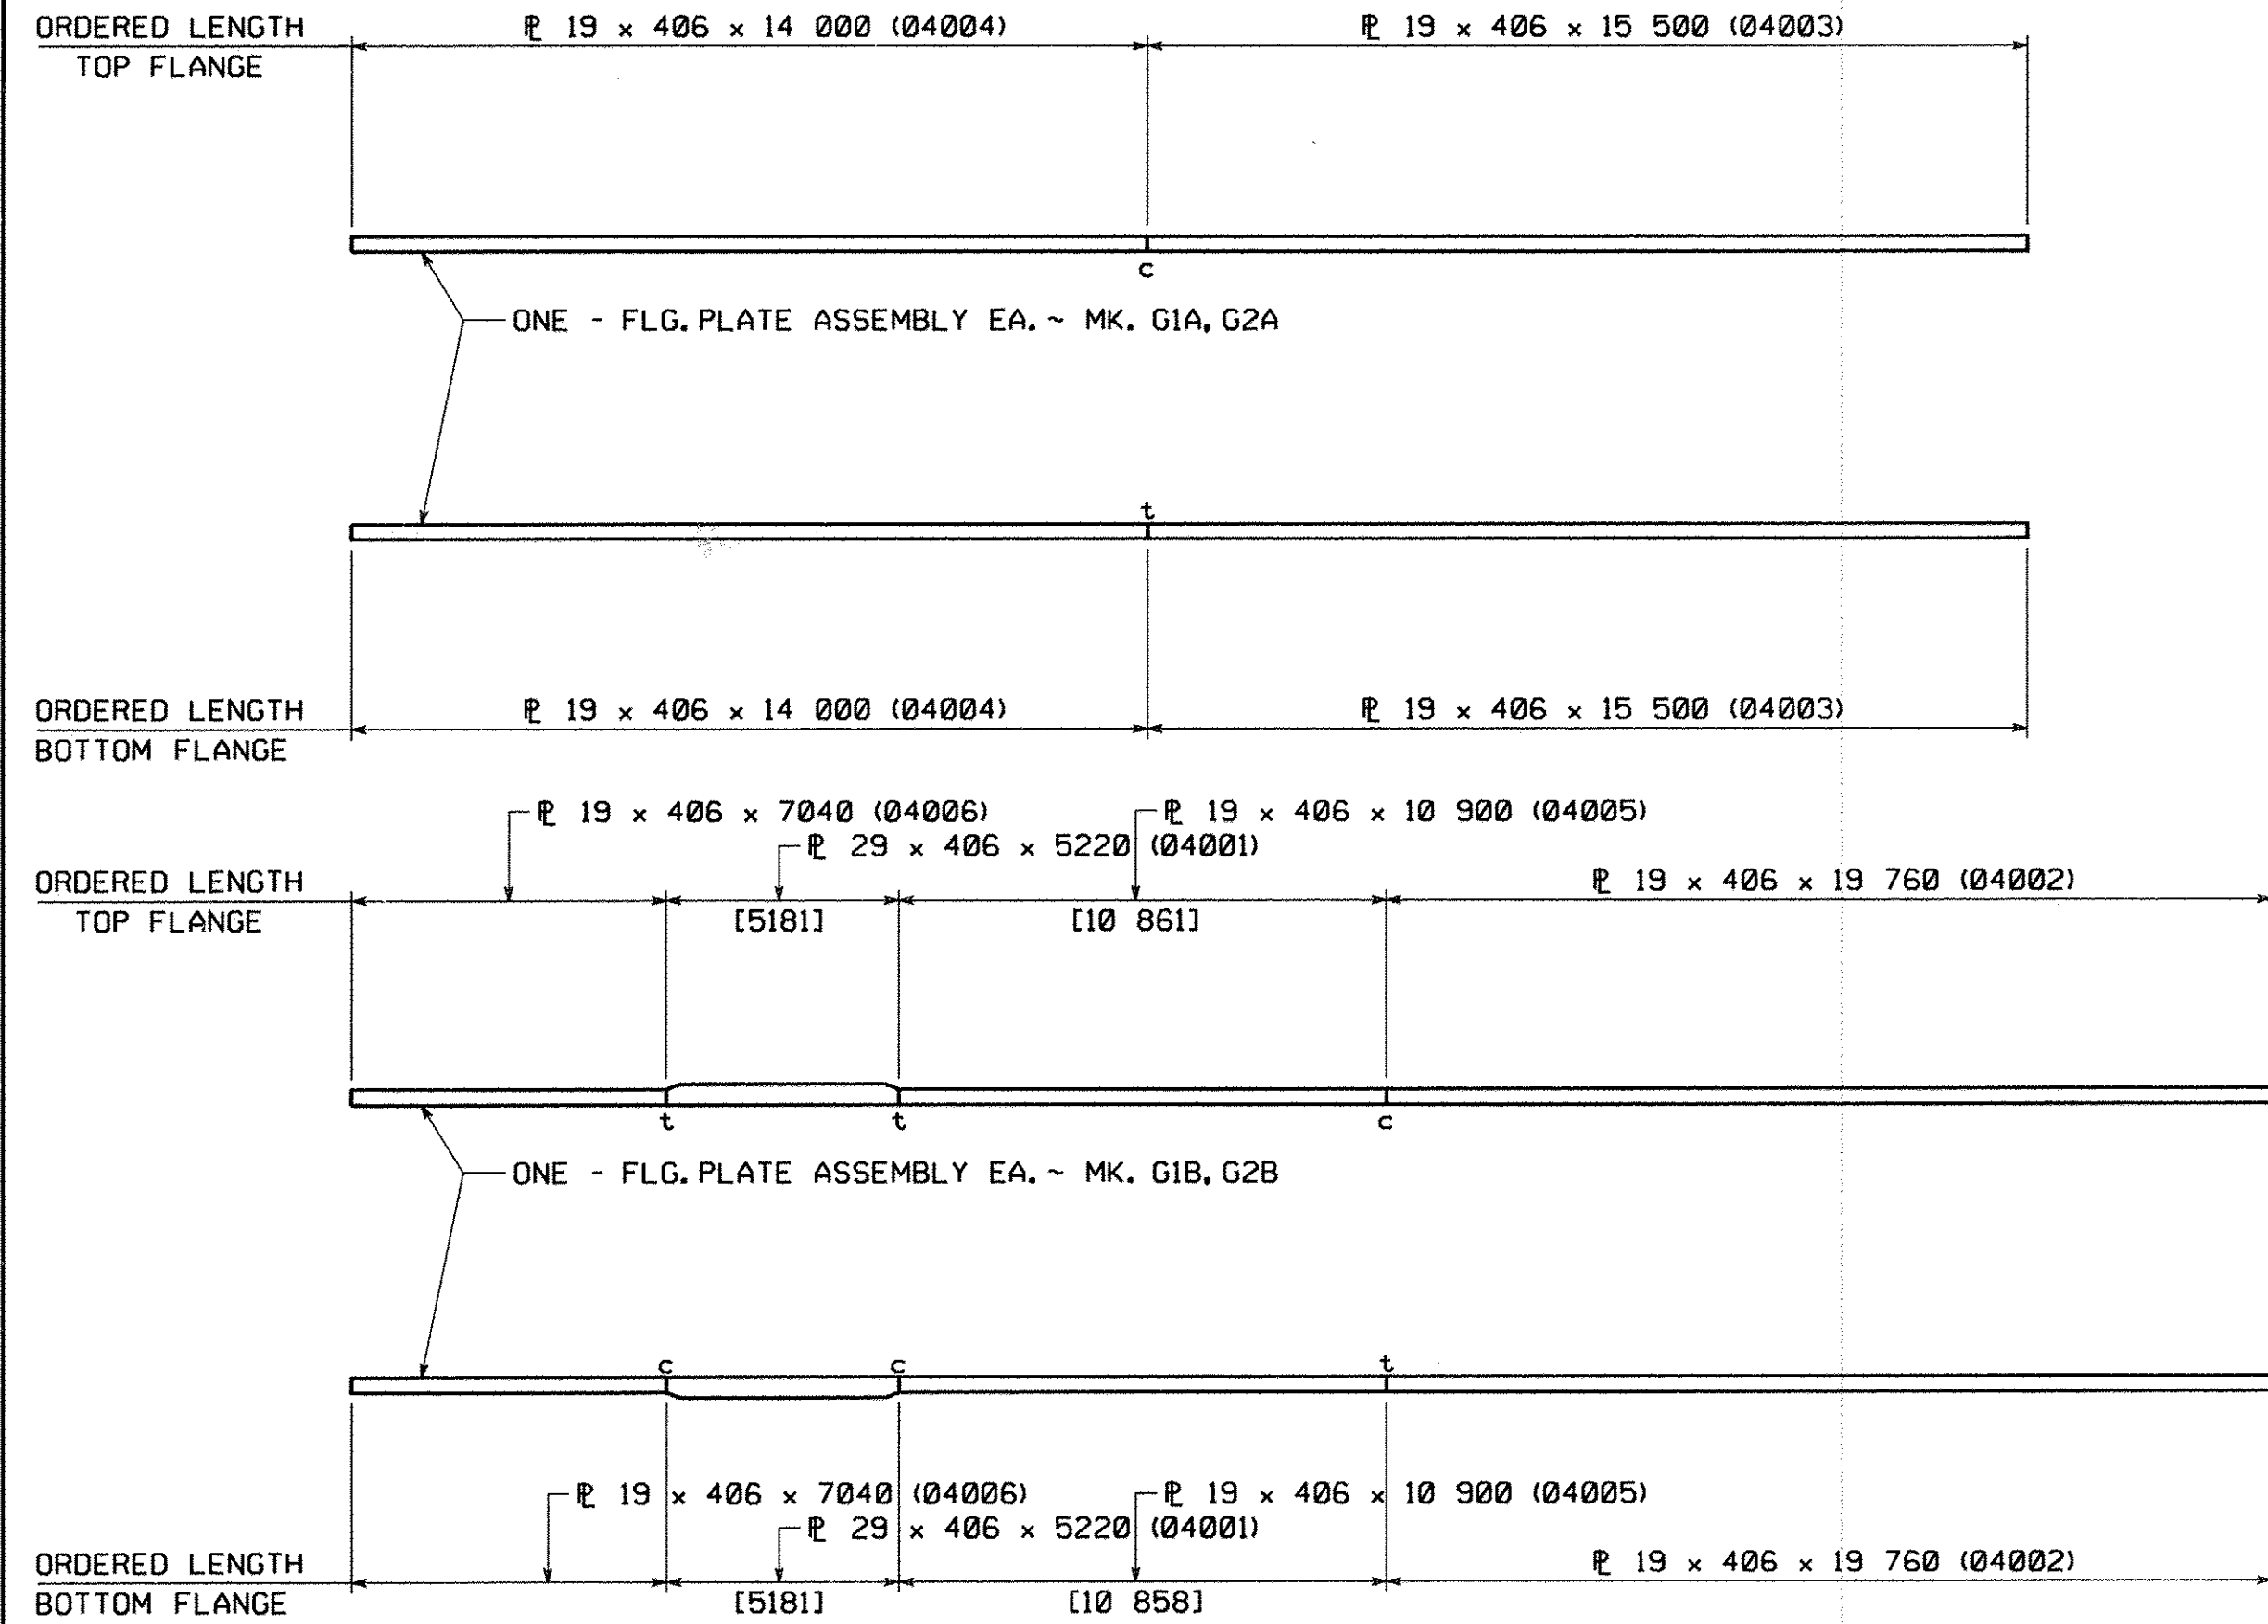 ORDERED LENGTH
TOP FLANGE
℄ 19 x 406 x 14 000 (04004)
℄ 19 x 406 x 15 500 (04003)
c
ONE - FLG. PLATE ASSEMBLY EA. ~ MK. G1A, G2A
t
ORDERED LENGTH
BOTTOM FLANGE
℄ 19 x 406 x 14 000 (04004)
℄ 19 x 406 x 15 500 (04003)
℄ 19 x 406 x 7040 (04006)
℄ 19 x 406 x 10 900 (04005)
℄ 29 x 406 x 5220 (04001)
ORDERED LENGTH
TOP FLANGE
℄ 19 x 406 x 19 760 (04002)
[5181]
[10 861]
t
t
c
ONE - FLG. PLATE ASSEMBLY EA. ~ MK. G1B, G2B
c
c
t
℄ 19 x 406 x 7040 (04006)
℄ 19 x 406 x 10 900 (04005)
℄ 29 x 406 x 5220 (04001)
ORDERED LENGTH
BOTTOM FLANGE
℄ 19 x 406 x 19 760 (04002)
[5181]
[10 858]